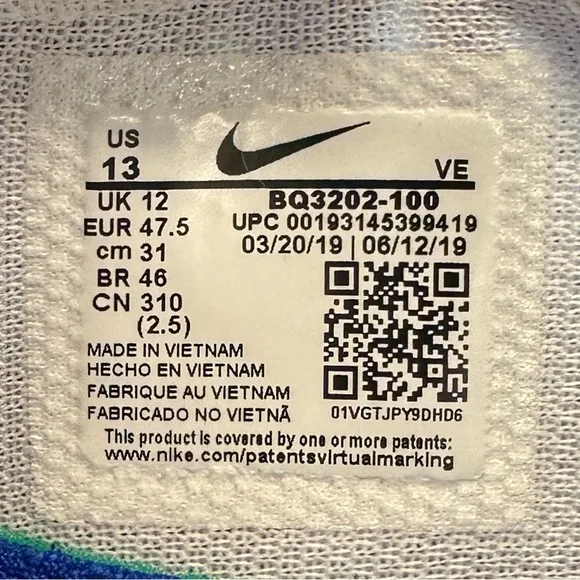 US
13 VE
UK 12 BQ3202-100
EUR 47.5 UPC 00193145399419
cm 31 03/20/19 | 06/12/19
BR 46
CN 310
(2.5)
MADE IN VIETNAM
HECHO EN VIETNAM
FABRIQUE AU VIETNAM
FABRICADO NO VIETNÃ 01VGTJPY9DHD6
This product is covered by one or more patents:
www.nike.com/patentsvirtualmarking